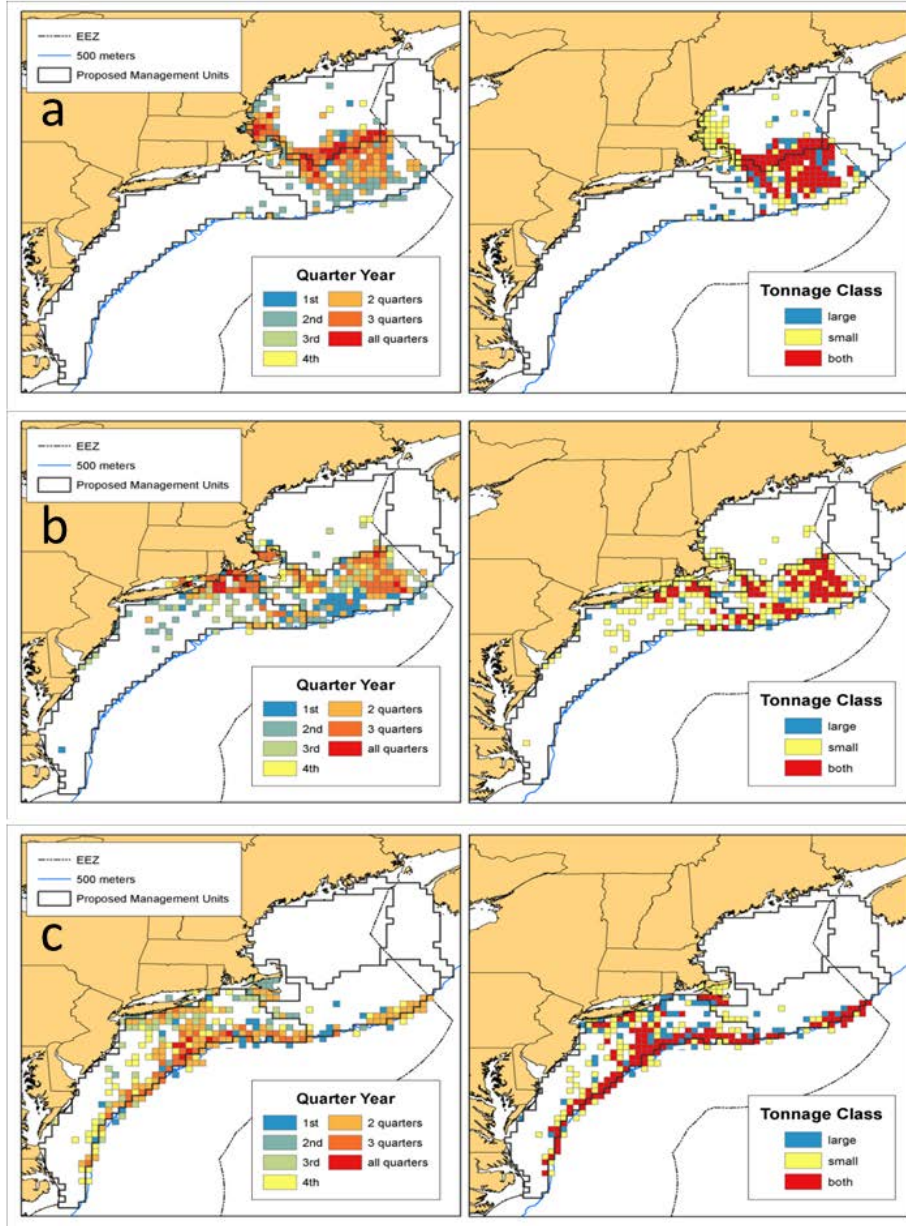 EEZ
500 meters
Proposed Management Units
a
Quarter Year
1st 2 quarters
2nd 3 quarters
3rd all quarters
4th
Tonnage Class
large
small
both
EEZ
500 meters
Proposed Management Units
b
Quarter Year
1st 2 quarters
2nd 3 quarters
3rd all quarters
4th
Tonnage Class
large
small
both
EEZ
500 meters
Proposed Management Units
c
Quarter Year
1st 2 quarters
2nd 3 quarters
3rd all quarters
4th
Tonnage Class
large
small
both